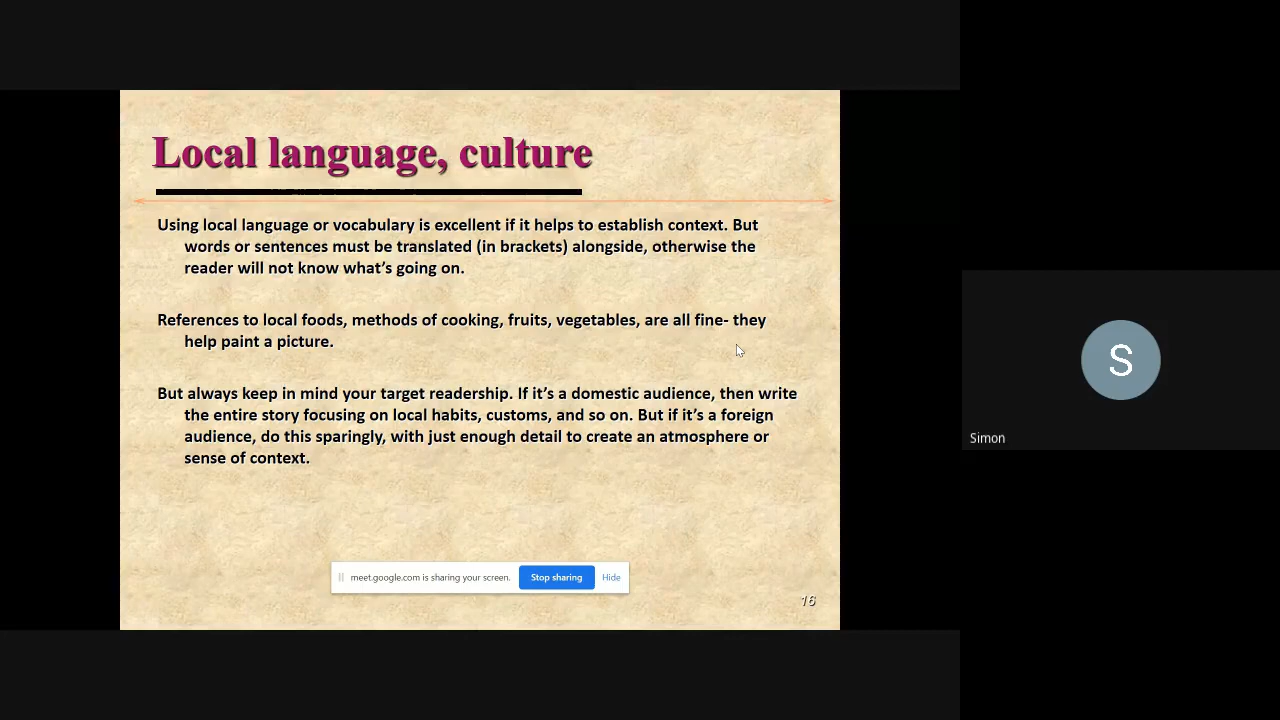 Local language, culture
Using local language or vocabulary is excellent if it helps to establish context. But
words or sentences must be translated (in brackets) alongside, otherwise the
reader will not know what’s going on.
References to local foods, methods of cooking, fruits, vegetables, are all fine- they
help paint a picture.
But always keep in mind your target readership. If it’s a domestic audience, then write
the entire story focusing on local habits, customs, and so on. But if it’s a foreign
audience, do this sparingly, with just enough detail to create an atmosphere or
sense of context.
meet.google.com is sharing your screen. Stop sharing Hide
16
S
Simon